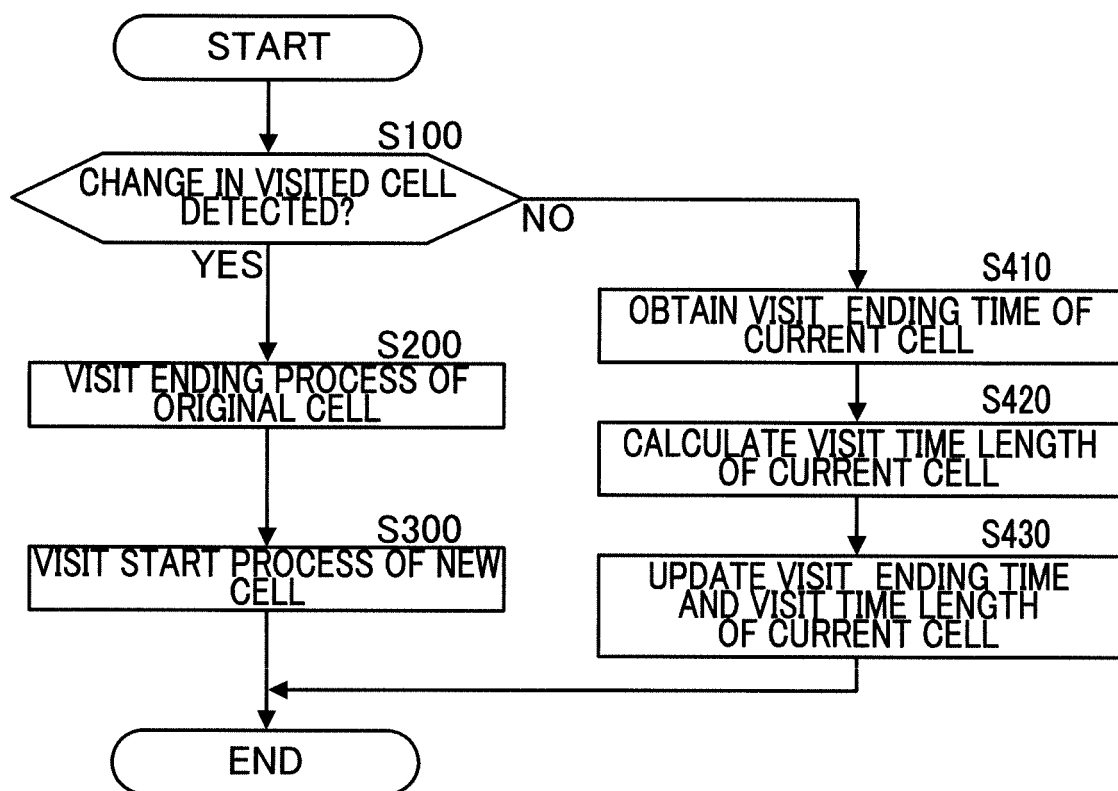 START
S100
CHANGE IN VISITED CELL
DETECTED?
NO
YES
S200
VISIT ENDING PROCESS OF
ORIGINAL CELL
S300
VISIT START PROCESS OF NEW
CELL
S410
OBTAIN VISIT ENDING TIME OF
CURRENT CELL
S420
CALCULATE VISIT TIME LENGTH
OF CURRENT CELL
S430
UPDATE VISIT ENDING TIME
AND VISIT TIME LENGTH
OF CURRENT CELL
END